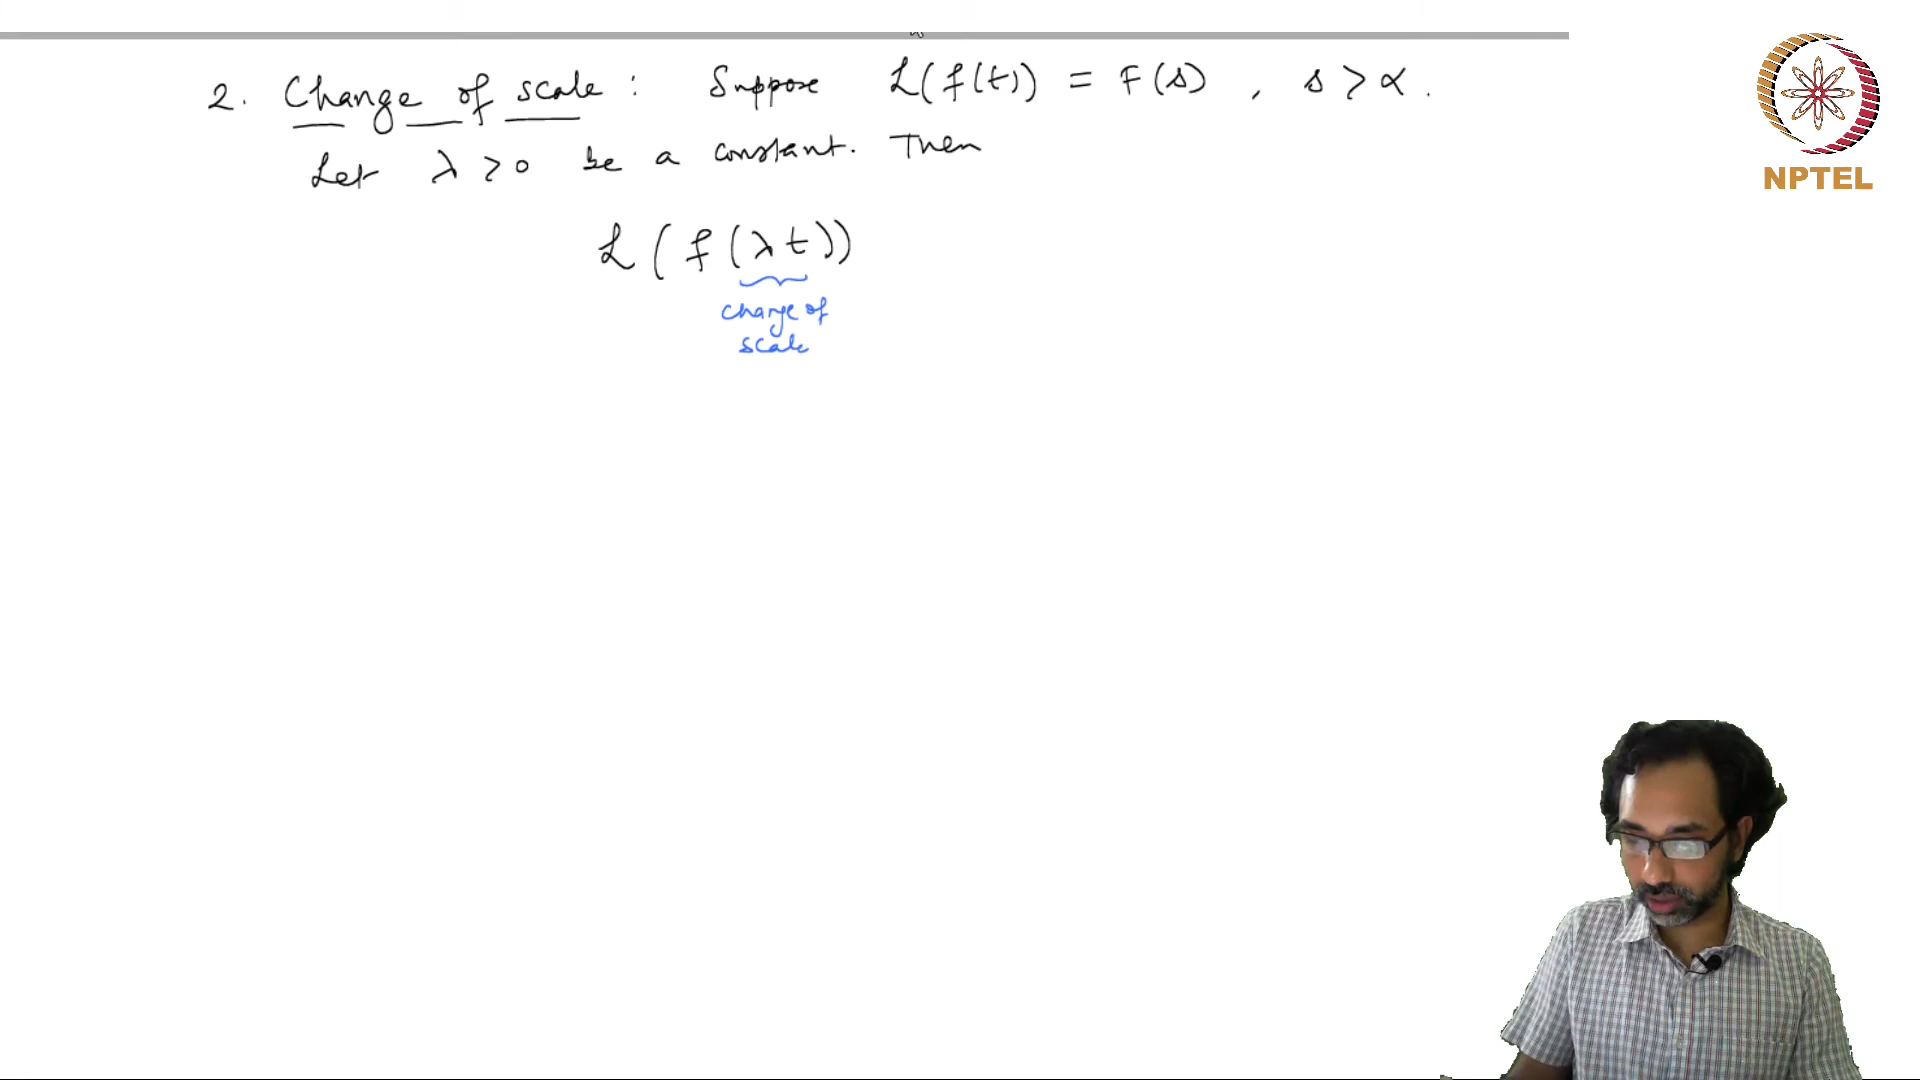 2. Change of scale : Suppose ℒ(f(t)) = F(s) , s > α .
Let λ > 0 be a constant. Then
ℒ(f(λt))
change of
scale
NPTEL